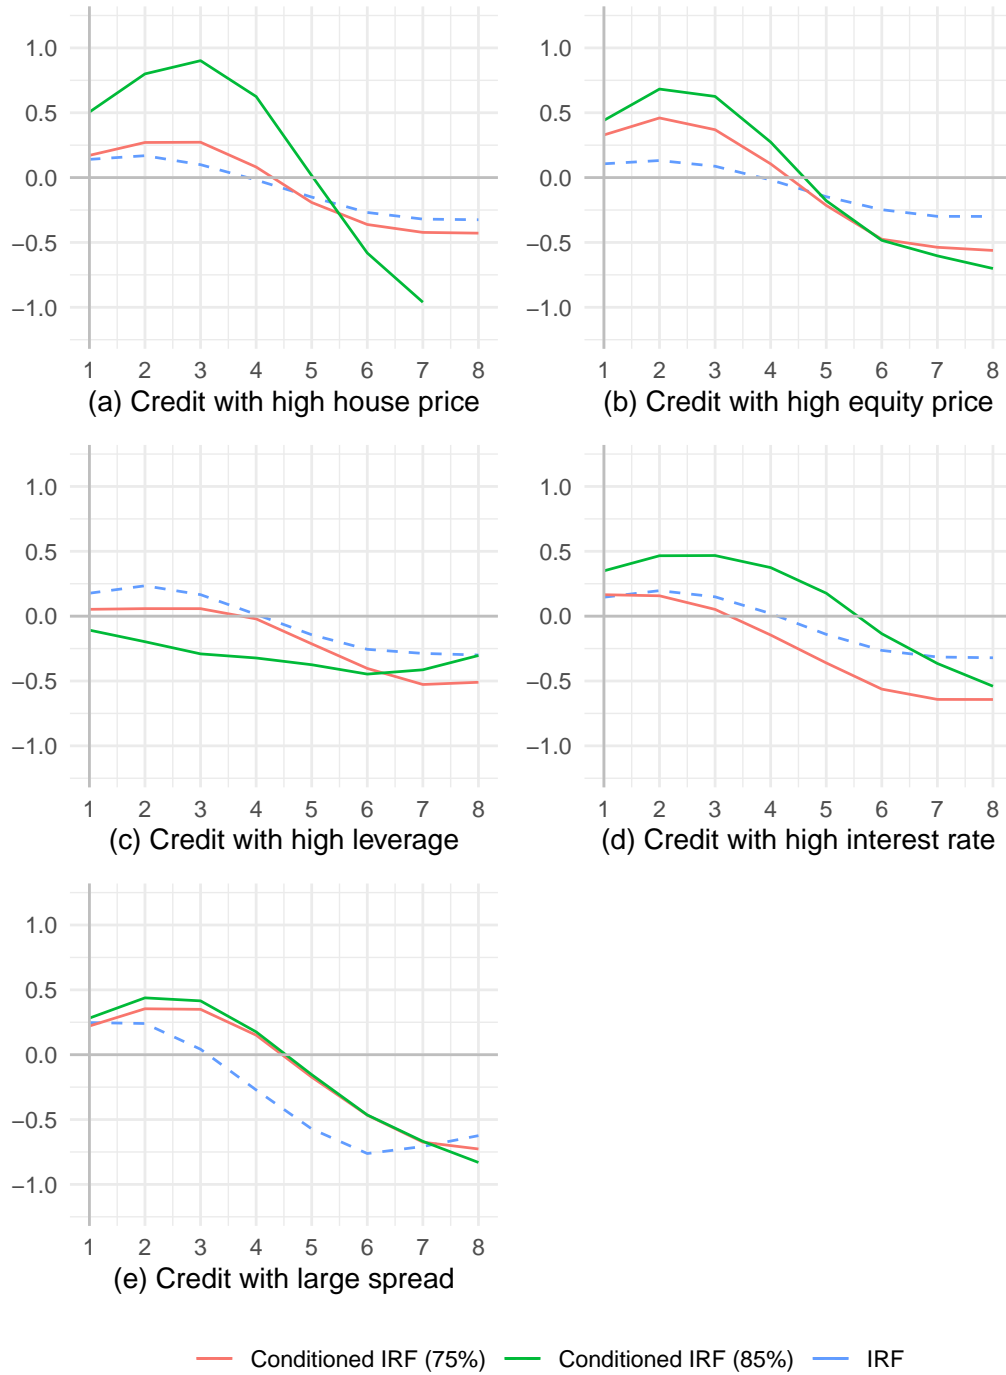 1.0
0.5
0.0
−0.5
−1.0
1 2 3 4 5 6 7 8
(a) Credit with high house price
1.0
0.5
0.0
−0.5
−1.0
1 2 3 4 5 6 7 8
(b) Credit with high equity price
1.0
0.5
0.0
−0.5
−1.0
1 2 3 4 5 6 7 8
(c) Credit with high leverage
1.0
0.5
0.0
−0.5
−1.0
1 2 3 4 5 6 7 8
(d) Credit with high interest rate
1.0
0.5
0.0
−0.5
−1.0
1 2 3 4 5 6 7 8
(e) Credit with large spread
Conditioned IRF (75%) Conditioned IRF (85%) IRF